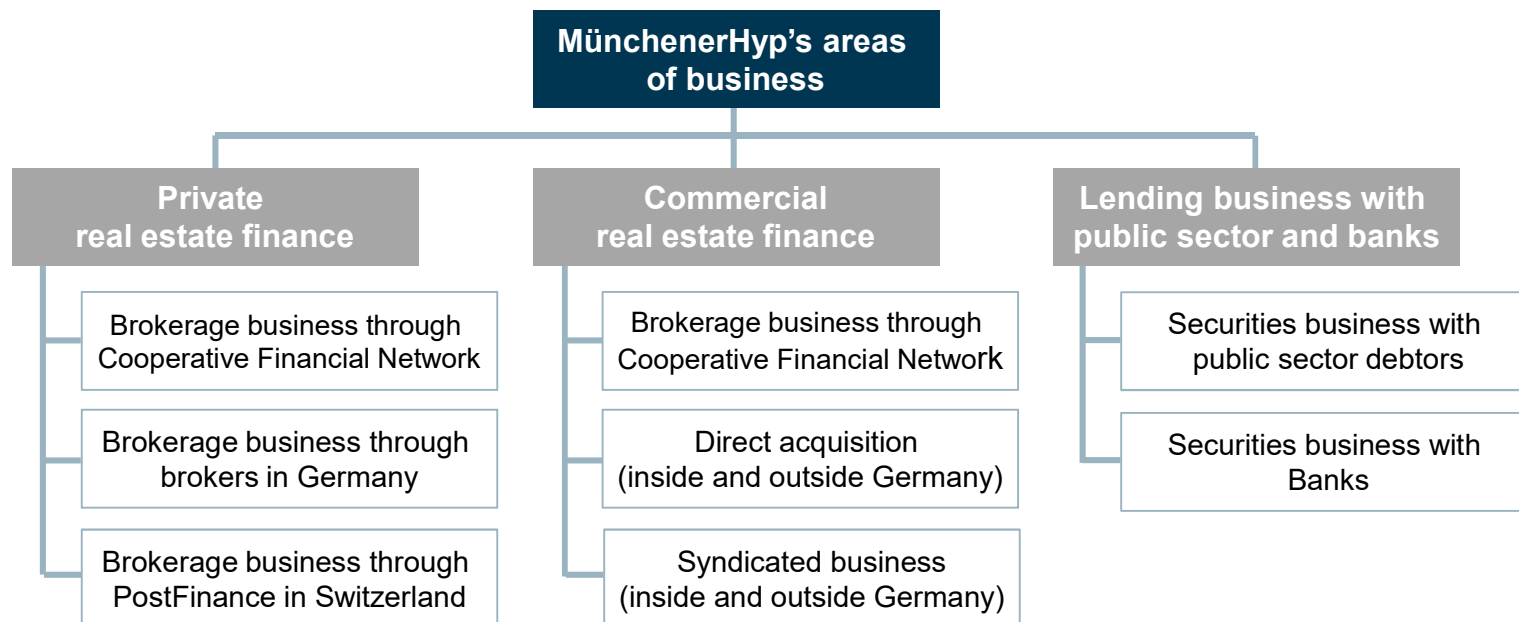 MünchenerHyp’s areas
of business
Private
real estate finance
Brokerage business through
Cooperative Financial Network
Brokerage business through
brokers in Germany
Brokerage business through
PostFinance in Switzerland
Commercial
real estate finance
Brokerage business through
Cooperative Financial Network
Direct acquisition
(inside and outside Germany)
Syndicated business
(inside and outside Germany)
Lending business with
public sector and banks
Securities business with
public sector debtors
Securities business with
Banks